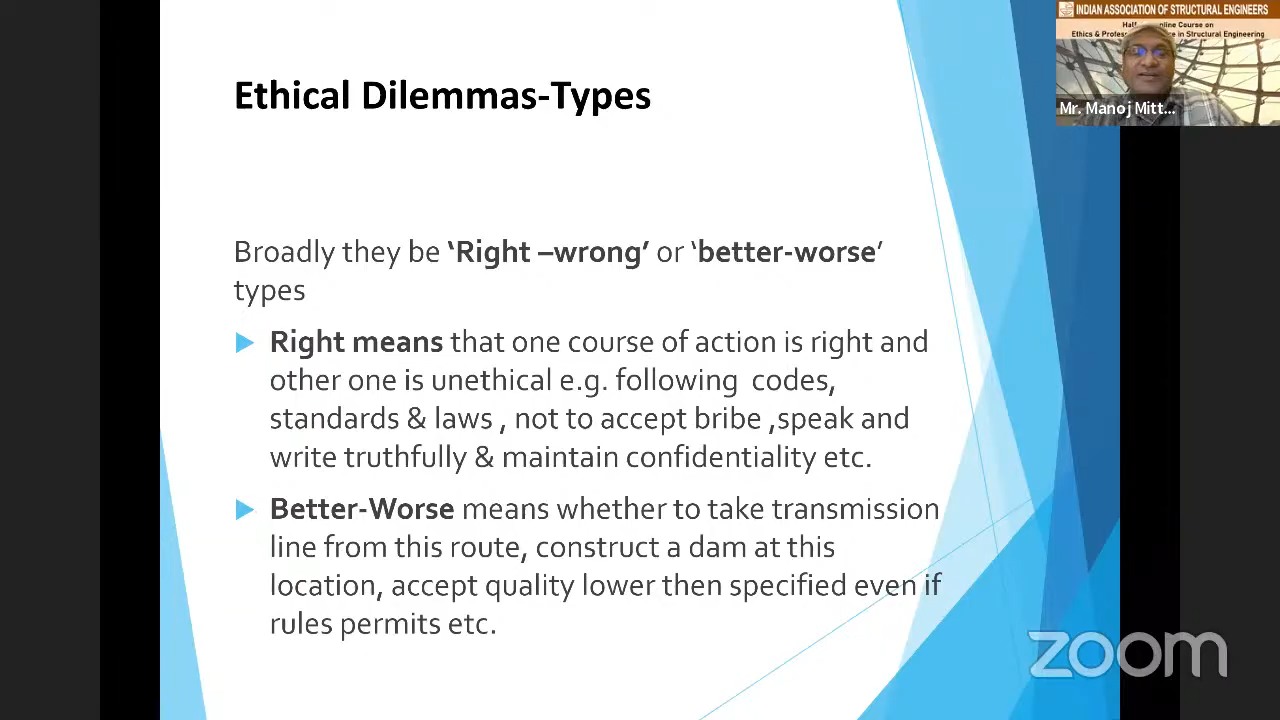 Ethical Dilemmas-Types
Broadly they be ‘Right –wrong’ or ‘better-worse’
types
Right means that one course of action is right and
other one is unethical e.g. following codes,
standards & laws , not to accept bribe ,speak and
write truthfully & maintain confidentiality etc.
Better-Worse means whether to take transmission
line from this route, construct a dam at this
location, accept quality lower then specified even if
rules permits etc.
INDIAN ASSOCIATION OF STRUCTURAL ENGINEERS
Half online Course on
Ethics & in Structural Engineering
Mr. Manoj Mitt...
zoom